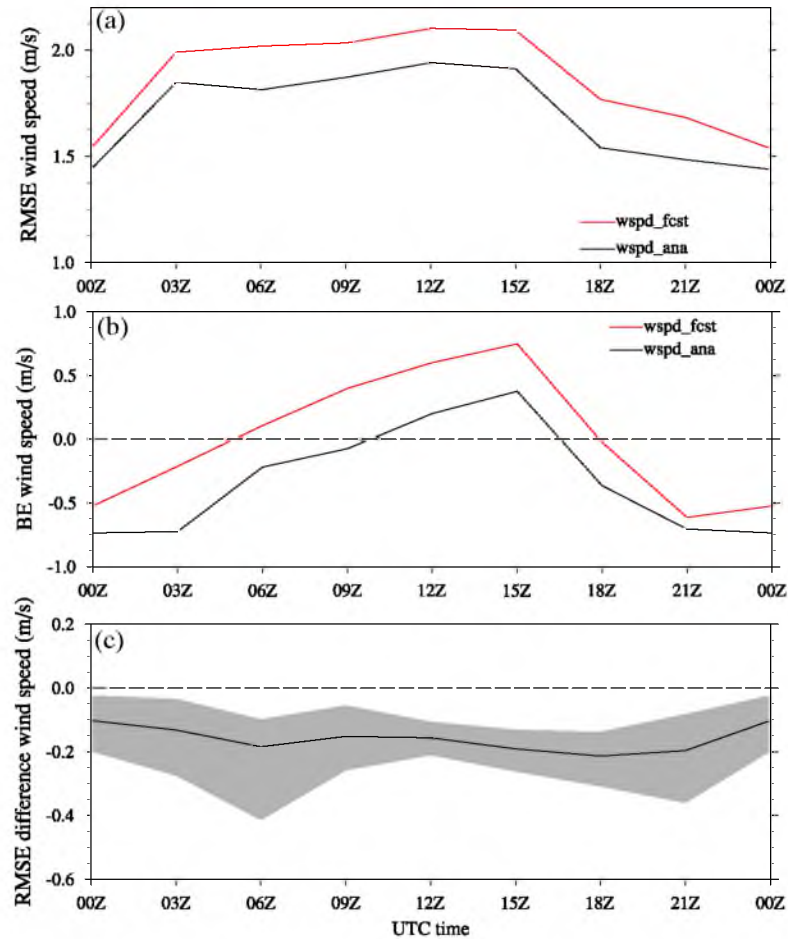 (a)
RMSE wind speed (m/s)
2.0
1.5
1.0
wspd_fcst
wspd_ana
00Z 03Z 06Z 09Z 12Z 15Z 18Z 21Z 00Z
(b)
BE wind speed (m/s)
1.0
0.5
0.0
-0.5
-1.0
wspd_fcst
wspd_ana
00Z 03Z 06Z 09Z 12Z 15Z 18Z 21Z 00Z
(c)
RMSE difference wind speed (m/s)
0.2
0.0
-0.2
-0.4
-0.6
00Z 03Z 06Z 09Z 12Z 15Z 18Z 21Z 00Z
UTC time